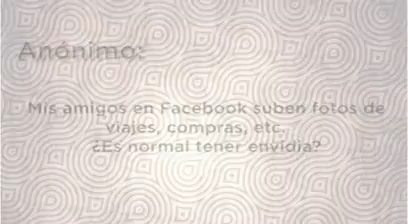 Anónimo:
Mis amigos en Facebook suben fotos de
viajes, compras, etc.
¿Es normal tener envidia?